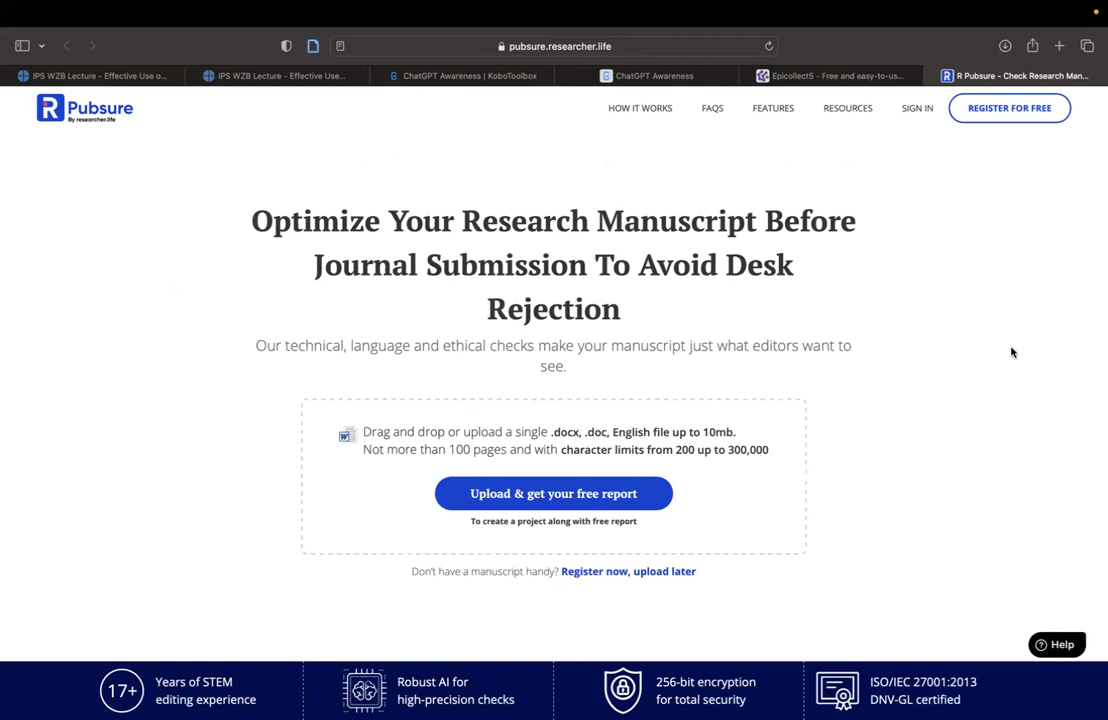 pubsure.researcher.life
IPS WZB Lecture - Effective Use o...
IPS WZB Lecture - Effective Use...
ChatGPT Awareness | KoboToolbox
ChatGPT Awareness
Epicollect5 - Free and easy-to-us...
R Pubsure - Check Research Man...
R Pubsure
By researcher.life
HOW IT WORKS
FAQS
FEATURES
RESOURCES
SIGN IN
REGISTER FOR FREE
Optimize Your Research Manuscript Before
Journal Submission To Avoid Desk
Rejection
Our technical, language and ethical checks make your manuscript just what editors want to
see.
Drag and drop or upload a single .docx, .doc, English file up to 10mb.
Not more than 100 pages and with character limits from 200 up to 300,000
Upload & get your free report
To create a project along with free report
Don't have a manuscript handy? Register now, upload later
Help
17+
Years of STEM
editing experience
Robust AI for
high-precision checks
256-bit encryption
for total security
ISO/IEC 27001:2013
DNV-GL certified